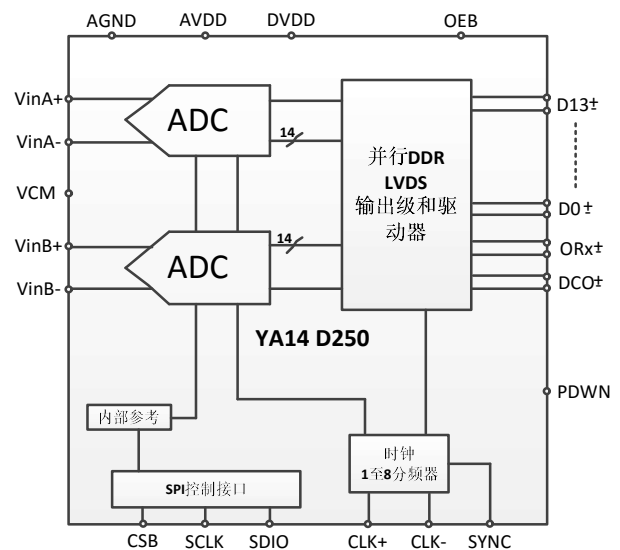 AGND AVDD DVDD OEB
VinA+
ADC
14
D13±
VinA-
并行DDR
LVDS
输出级和驱
动器
VCM
D0±
VinB+
ADC
14
ORx±
VinB-
DCO±
YA14 D250
PDWN
内部参考
时钟
1至8分频器
SPI控制接口
CSB SCLK SDIO CLK+ CLK- SYNC